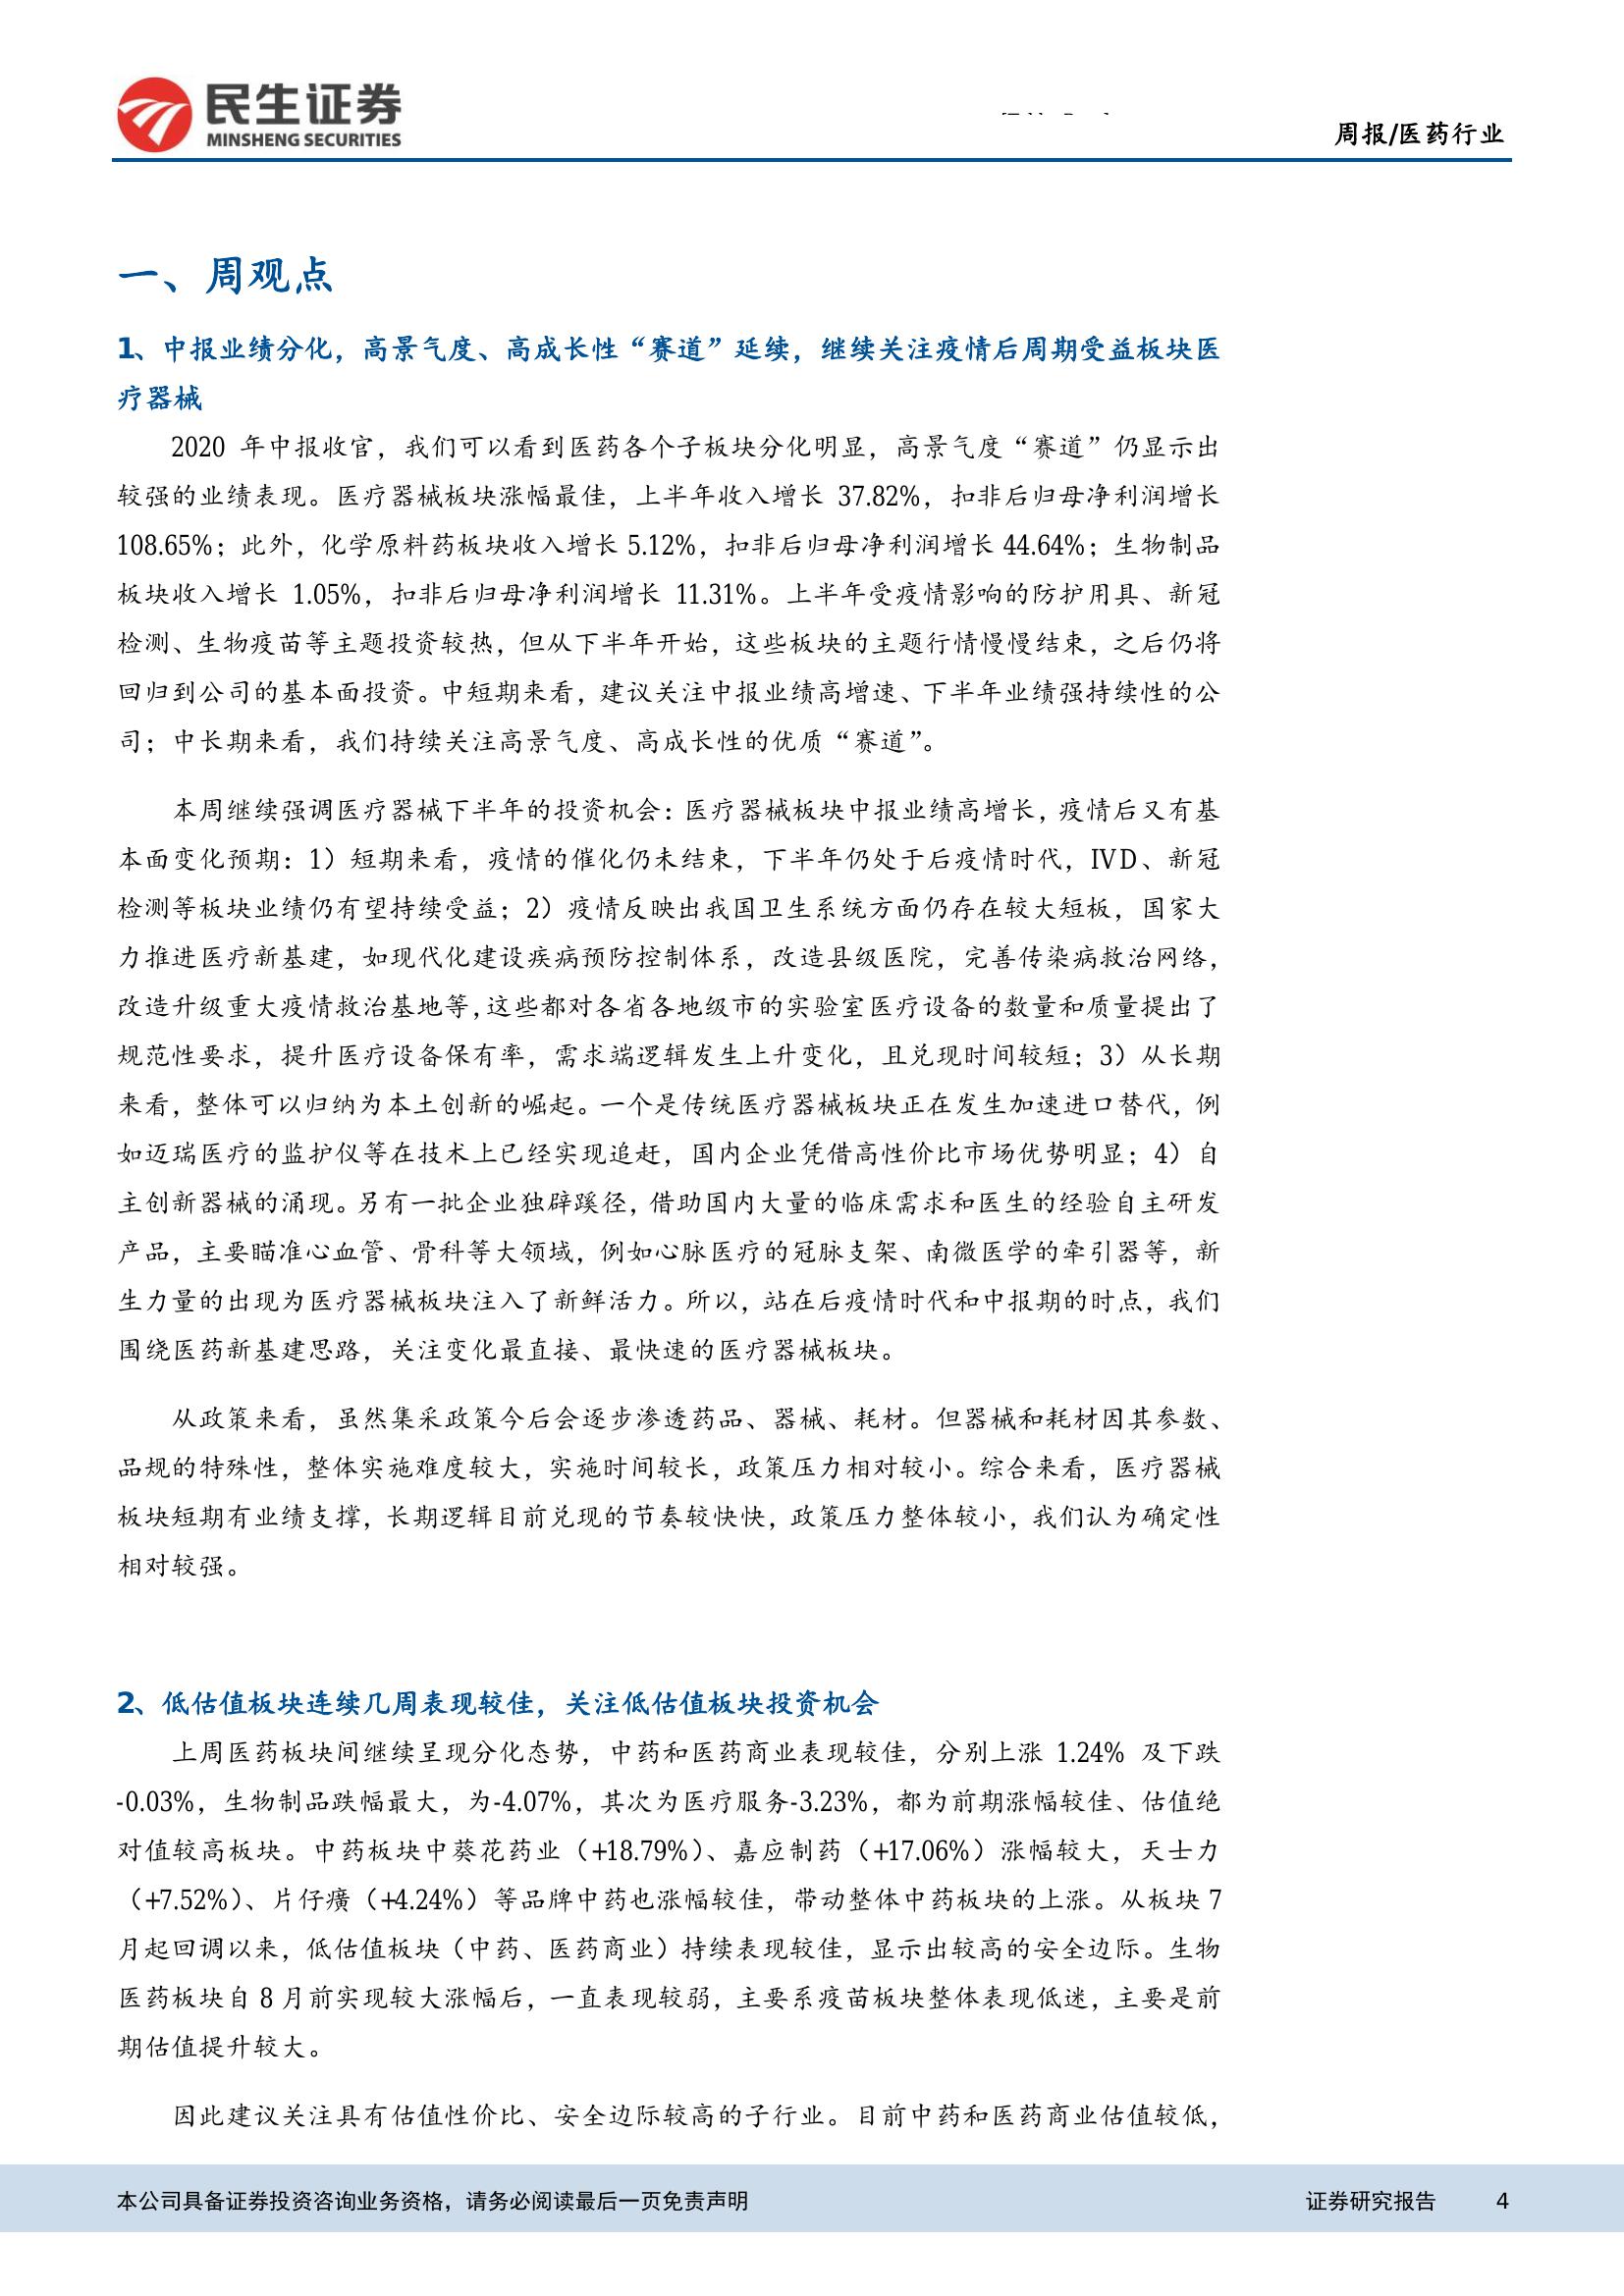 民生证券
MINSHENG SECURITIES
周报/医药行业
一、周观点
1、中报业绩分化，高景气度、高成长性“赛道”延续，继续关注疫情后周期受益板块医
疗器械
2020 年中报收官，我们可以看到医药各个子板块分化明显，高景气度“赛道”仍显示出
较强的业绩表现。医疗器械板块涨幅最佳，上半年收入增长 37.82%，扣非后归母净利润增长
108.65%；此外，化学原料药板块收入增长 5.12%，扣非后归母净利润增长 44.64%；生物制品
板块收入增长 1.05%，扣非后归母净利润增长 11.31%。上半年受疫情影响的防护用具、新冠
检测、生物疫苗等主题投资较热，但从下半年开始，这些板块的主题行情慢慢结束，之后仍将
回归到公司的基本面投资。中短期来看，建议关注中报业绩高增速、下半年业绩强持续性的公
司；中长期来看，我们持续关注高景气度、高成长性的优质“赛道”。
本周继续强调医疗器械下半年的投资机会：医疗器械板块中报业绩高增长，疫情后又有基
本面变化预期：1）短期来看，疫情的催化仍未结束，下半年仍处于后疫情时代，IVD、新冠
检测等板块业绩仍有望持续受益；2）疫情反映出我国卫生系统方面仍存在较大短板，国家大
力推进医疗新基建，如现代化建设疾病预防控制体系，改造县级医院，完善传染病救治网络，
改造升级重大疫情救治基地等，这些都对各省各地级市的实验室医疗设备的数量和质量提出了
规范性要求，提升医疗设备保有率，需求端逻辑发生上升变化，且兑现时间较短；3）从长期
来看，整体可以归纳为本土创新的崛起。一个是传统医疗器械板块正在发生加速进口替代，例
如迈瑞医疗的监护仪等在技术上已经实现追赶，国内企业凭借高性价比市场优势明显；4）自
主创新器械的涌现。另有一批企业独辟蹊径，借助国内大量的临床需求和医生的经验自主研发
产品，主要瞄准心血管、骨科等大领域，例如心脉医疗的冠脉支架、南微医学的牵引器等，新
生力量的出现为医疗器械板块注入了新鲜活力。所以，站在后疫情时代和中报期的时点，我们
围绕医药新基建思路，关注变化最直接、最快速的医疗器械板块。
从政策来看，虽然集采政策今后会逐步渗透药品、器械、耗材。但器械和耗材因其参数、
品规的特殊性，整体实施难度较大，实施时间较长，政策压力相对较小。综合来看，医疗器械
板块短期有业绩支撑，长期逻辑目前兑现的节奏较快快，政策压力整体较小，我们认为确定性
相对较强。
2、低估值板块连续几周表现较佳，关注低估值板块投资机会
上周医药板块间继续呈现分化态势，中药和医药商业表现较佳，分别上涨 1.24% 及下跌
-0.03%，生物制品跌幅最大，为-4.07%，其次为医疗服务-3.23%，都为前期涨幅较佳、估值绝
对值较高板块。中药板块中葵花药业（+18.79%）、嘉应制药（+17.06%）涨幅较大，天士力
（+7.52%）、片仔癀（+4.24%）等品牌中药也涨幅较佳，带动整体中药板块的上涨。从板块 7
月起回调以来，低估值板块（中药、医药商业）持续表现较佳，显示出较高的安全边际。生物
医药板块自 8 月前实现较大涨幅后，一直表现较弱，主要系疫苗板块整体表现低迷，主要是前
期估值提升较大。
因此建议关注具有估值性价比、安全边际较高的子行业。目前中药和医药商业估值较低，
本公司具备证券投资咨询业务资格，请务必阅读最后一页免责声明
证券研究报告 4